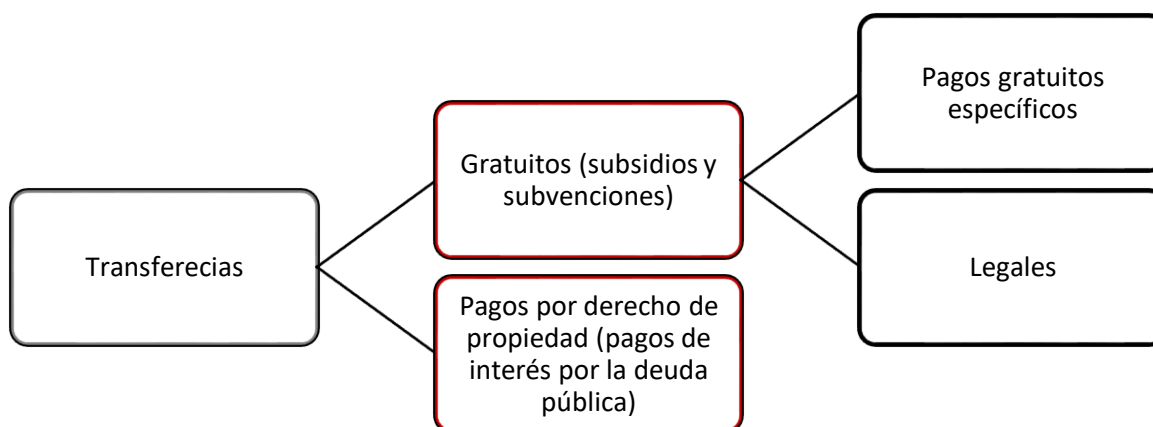 Transferecias
Gratuitos (subsidios y
subvenciones)
Pagos por derecho de
propiedad (pagos de
interés por la deuda
pública)
Pagos gratuitos
específicos
Legales